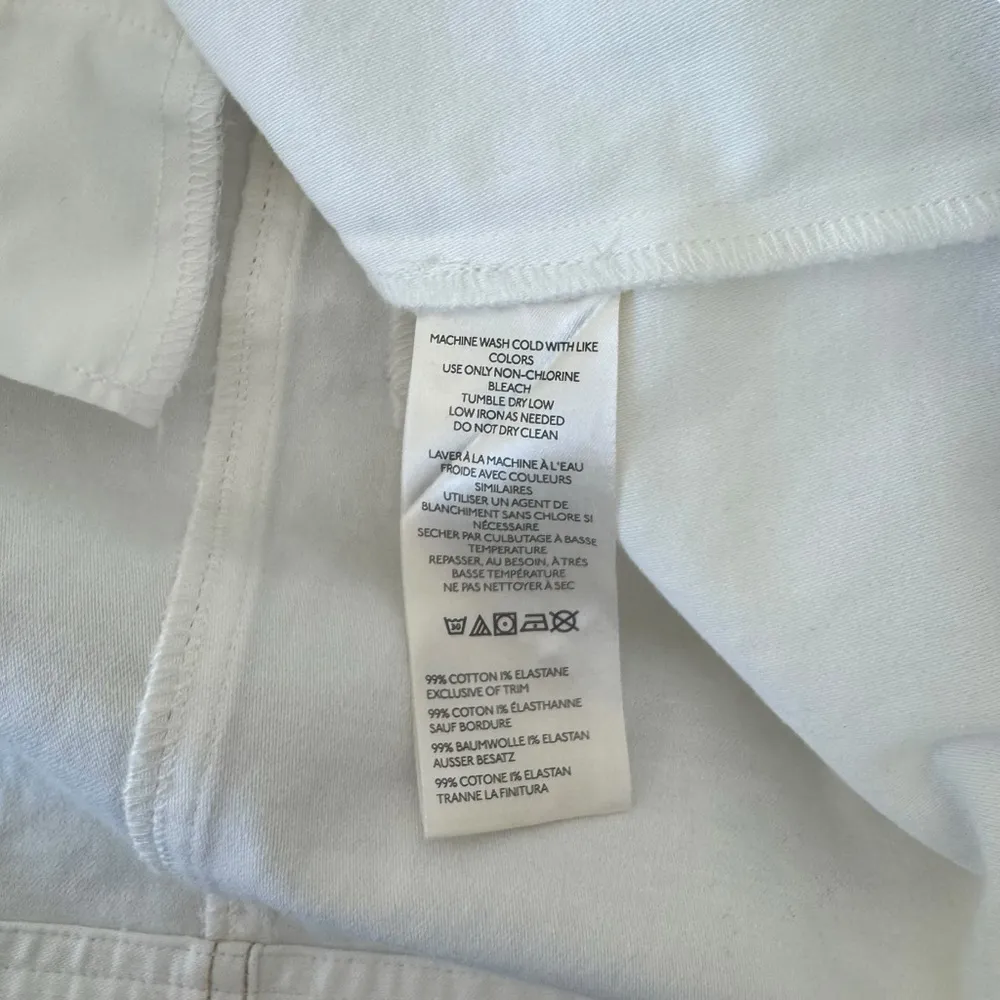 MACHINE WASH COLD WITH LIKE
COLORS
USE ONLY NON-CHLORINE
BLEACH
TUMBLE DRY LOW
LOW IRON AS NEEDED
DO NOT DRY CLEAN
LAVER À LA MACHINE À L'EAU
FROIDE AVEC COULEURS
SIMILAIRES
UTILISER UN AGENT DE
BLANCHIMENT SANS CHLORE SI
NÉCESSAIRE
SECHER PAR CULBUTAGE À BASSE
TEMPERATURE
REPASSER, AU BESOIN, À TRÉS
BASSE TEMPÉRATURE
NE PAS NETTOYER À SEC
30
99% COTTON 1% ELASTANE
EXCLUSIVE OF TRIM
99% COTON 1% ÉLASTHANNE
SAUF BORDURE
99% BAUMWOLLE 1% ELASTAN
AUSSER BESATZ
99% COTONE 1% ELASTAN
TRANNE LA FINITURA